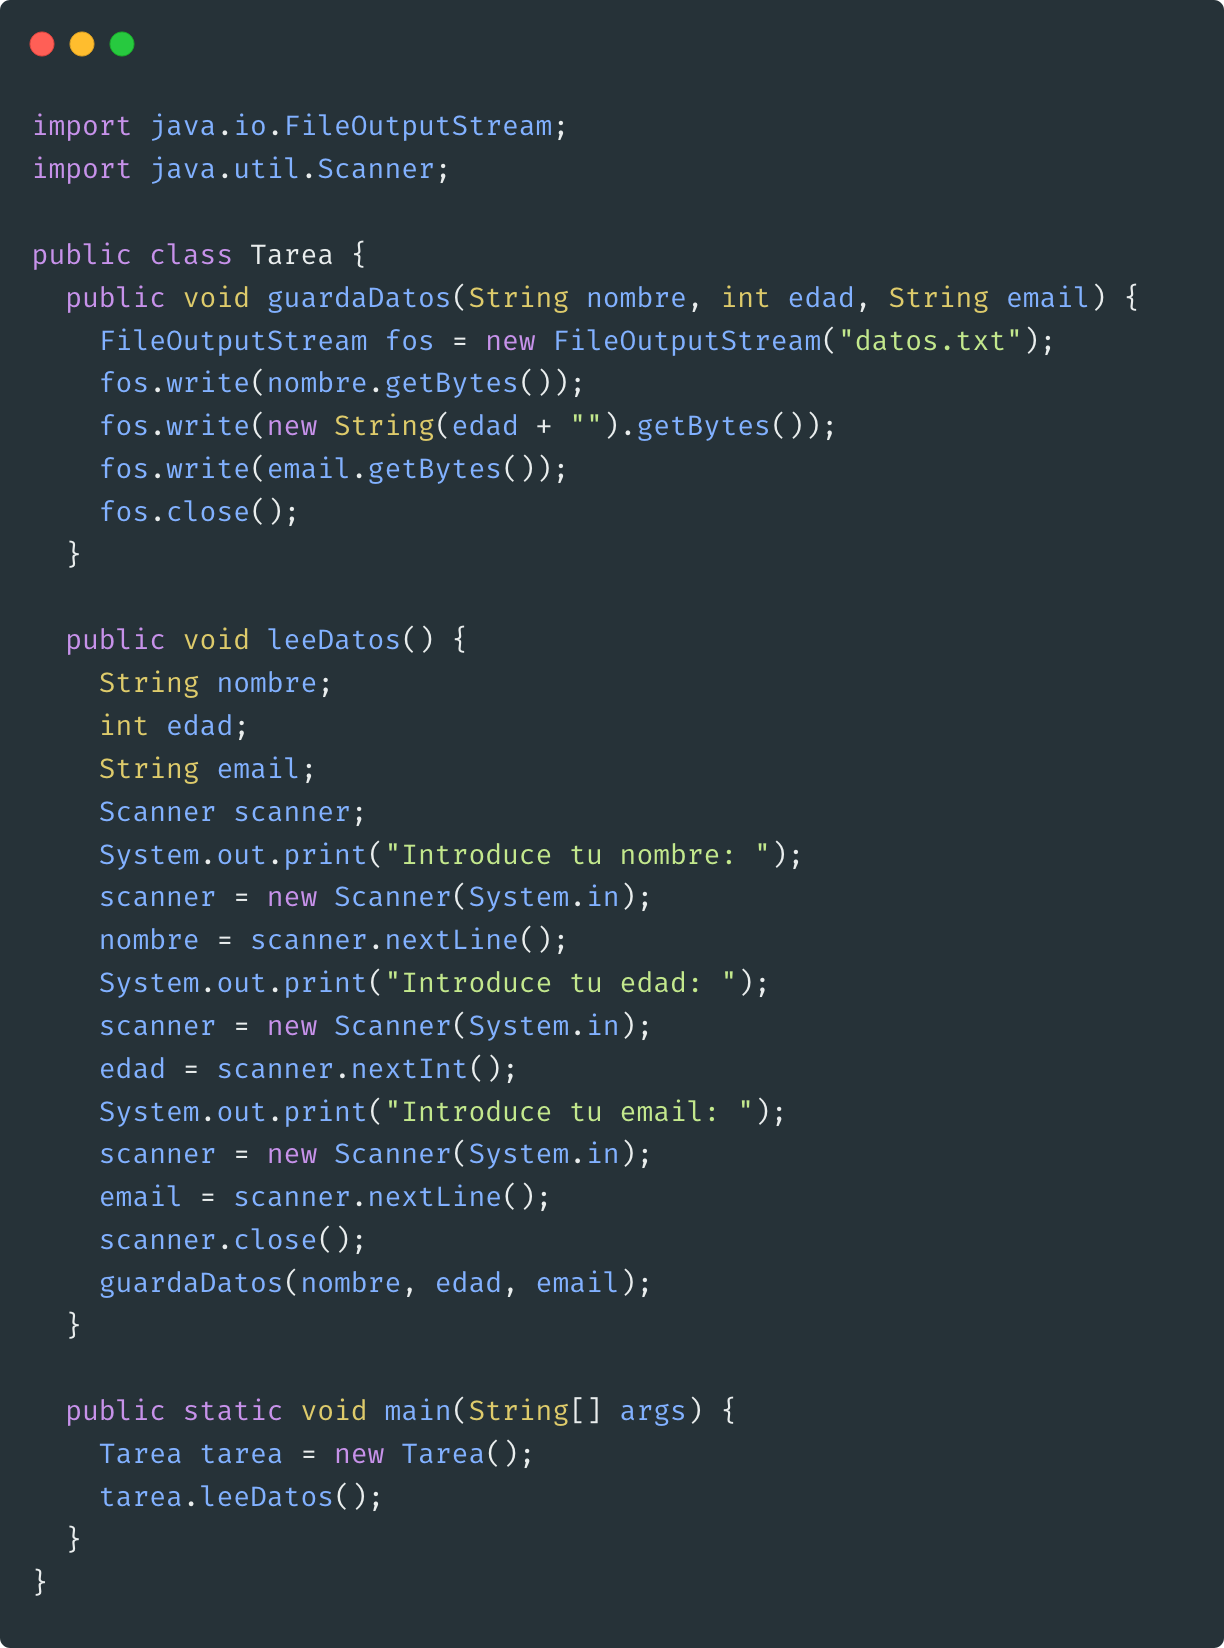 import java.io.FileOutputStream;
import java.util.Scanner;

public class Tarea {
  public void guardaDatos(String nombre, int edad, String email) {
    FileOutputStream fos = new FileOutputStream("datos.txt");
    fos.write(nombre.getBytes());
    fos.write(new String(edad + "").getBytes());
    fos.write(email.getBytes());
    fos.close();
  }

  public void leeDatos() {
    String nombre;
    int edad;
    String email;
    Scanner scanner;
    System.out.print("Introduce tu nombre: ");
    scanner = new Scanner(System.in);
    nombre = scanner.nextLine();
    System.out.print("Introduce tu edad: ");
    scanner = new Scanner(System.in);
    edad = scanner.nextInt();
    System.out.print("Introduce tu email: ");
    scanner = new Scanner(System.in);
    email = scanner.nextLine();
    scanner.close();
    guardaDatos(nombre, edad, email);
  }

  public static void main(String[] args) {
    Tarea tarea = new Tarea();
    tarea.leeDatos();
  }
}